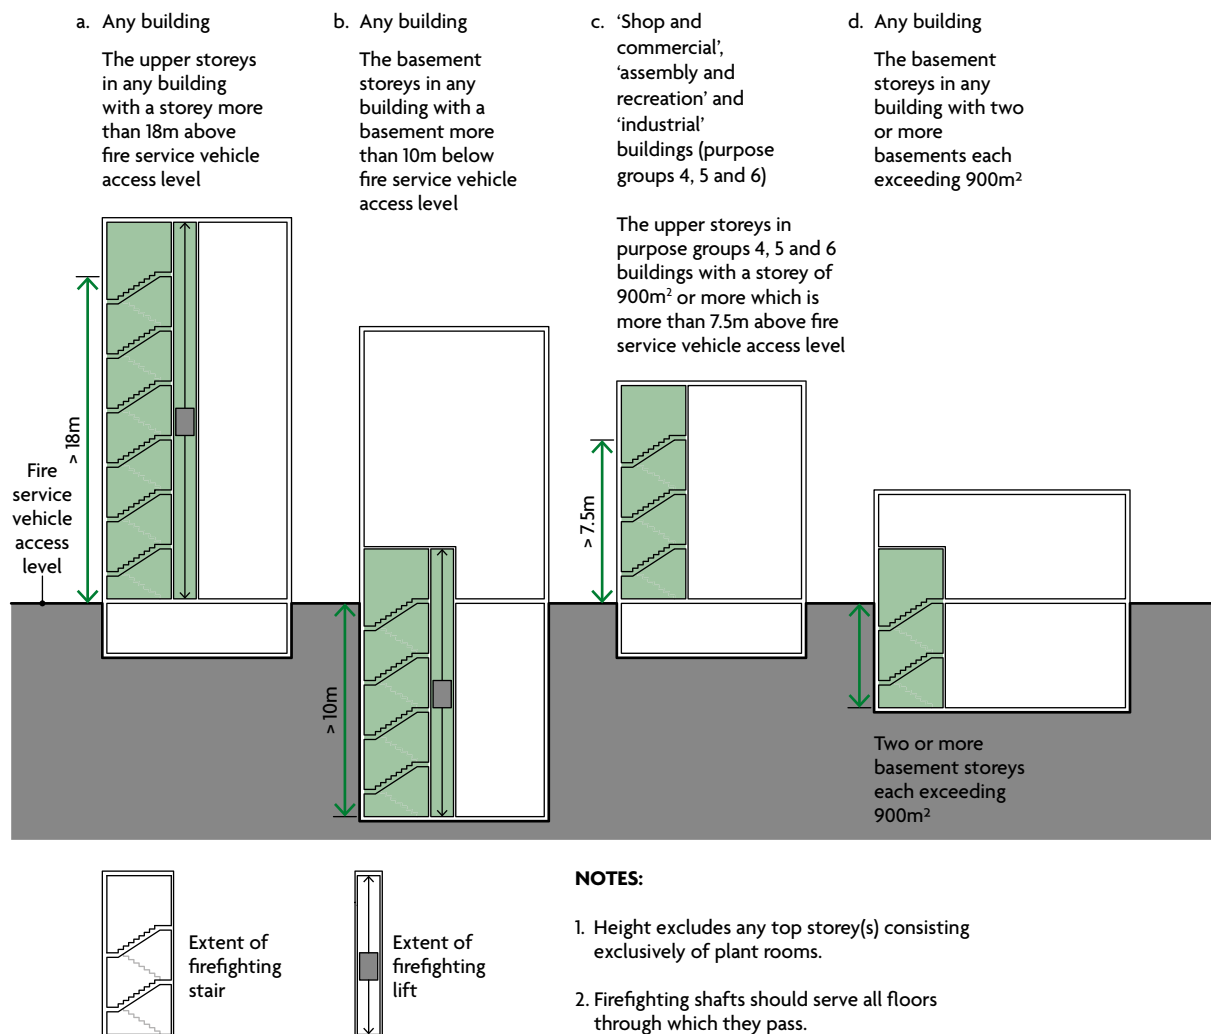 a. Any building
The upper storeys
in any building
with a storey more
than 18m above
fire service vehicle
access level
b. Any building
The basement
storeys in any
building with a
basement more
than 10m below
fire service vehicle
access level
c. ‘Shop and
commercial’,
‘assembly and
recreation’ and
‘industrial’
buildings (purpose
groups 4, 5 and 6)
The upper storeys in
purpose groups 4, 5 and 6
buildings with a storey of
900m² or more which is
more than 7.5m above fire
service vehicle access level
d. Any building
The basement
storeys in any
building with two
or more
basements each
exceeding 900m²
Fire
service
vehicle
access
level
> 18m
> 10m
> 7.5m
Two or more
basement storeys
each exceeding
900m²
Extent of
firefighting
stair
Extent of
firefighting
lift
NOTES:
1. Height excludes any top storey(s) consisting
exclusively of plant rooms.
2. Firefighting shafts should serve all floors
through which they pass.